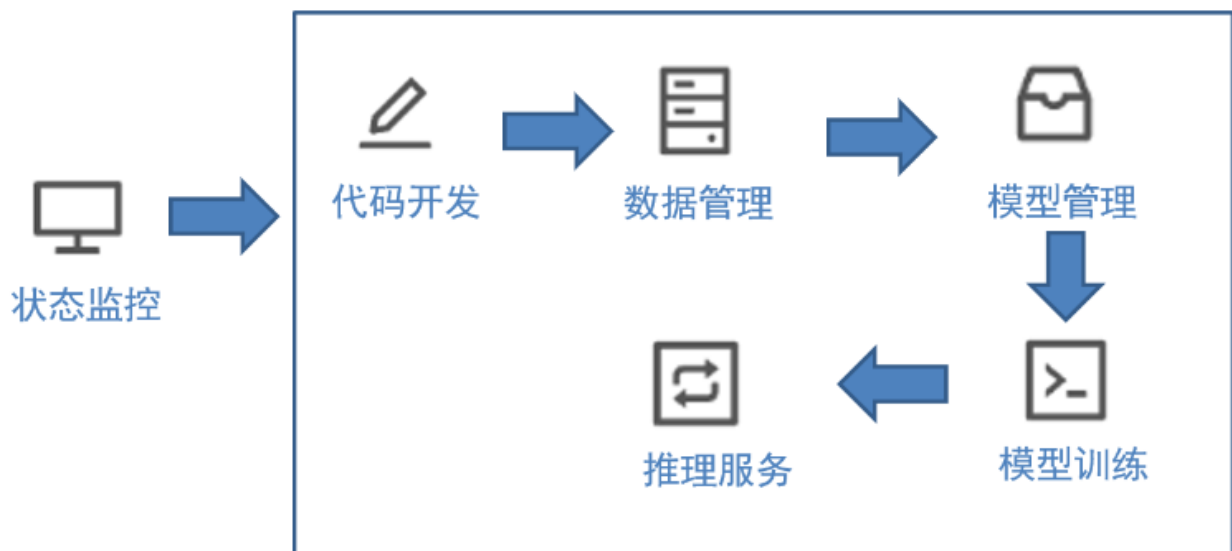 代码开发
数据管理
模型管理
状态监控
推理服务
模型训练